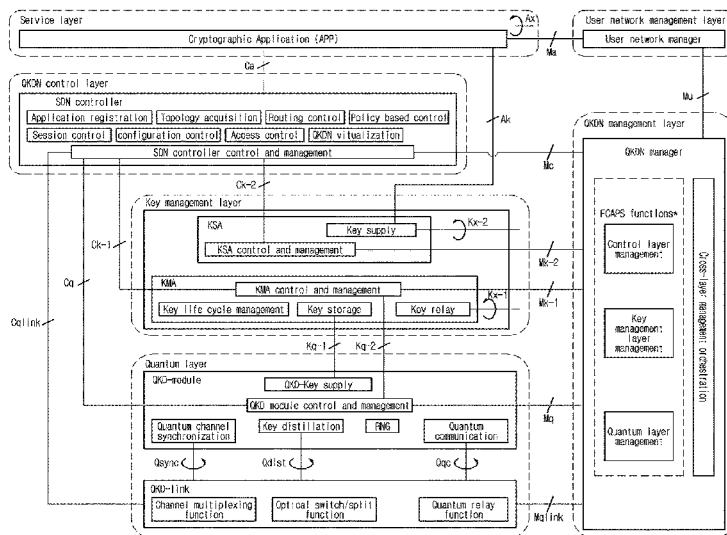 Service layer
Cryptographic Application (APP)
Ax
Ma
User network management layer
User network manager
Ca
Ak
Mu
QKDN control layer
SDN controller
Application registration
Topology acquisition
Routing control
Policy based control
Session control
configuration control
Access control
QKDN vitualization
SDN controller control and management
Mc
Ck-2
Ck-1
Cq
Cqlink
Key management layer
KSA
Key supply
Kx-2
KSA control and management
Mk-2
KMA
KMA control and management
Kx-1
Mk-1
Key life cycle management
Key storage
Key relay
Kq-1
Kq-2
Quantum layer
QKD-module
QKD-Key supply
QKD module control and management
Mq
Quantum channel
synchronization
Key distillation
RNG
Quantum
communication
Qsync
Qdist
Qqc
QKD-link
Channel multiplexing
function
Optical switch/split
function
Quantum relay
function
Mqlink
QKDN management layer
QKDN manager
FCAPS functions*
Control layer
management
Key
management layer
management
Quantum layer
management
Cross-layer management orchestration